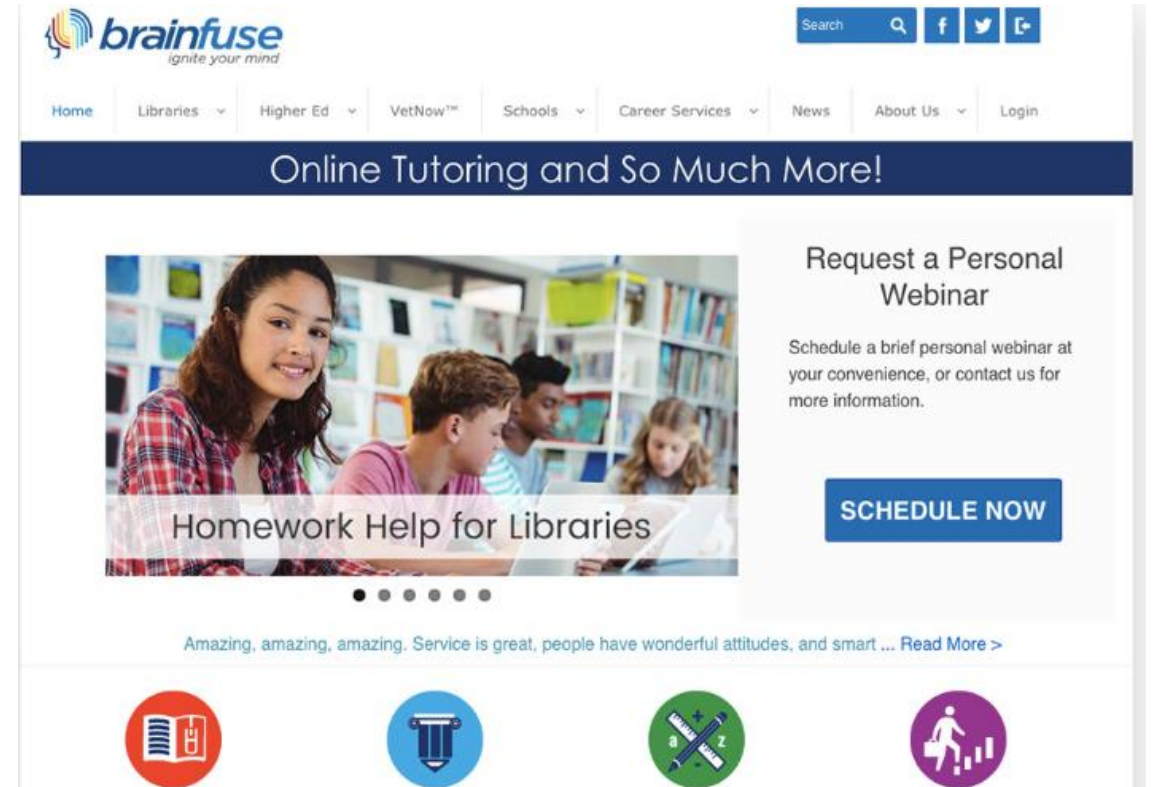 brainfuse
ignite your mind
Search
Home Libraries Higher Ed VetNow™ Schools Career Services News About Us Login
Online Tutoring and So Much More!
Homework Help for Libraries
Request a Personal
Webinar
Schedule a brief personal webinar at
your convenience, or contact us for
more information.
SCHEDULE NOW
Amazing, amazing, amazing. Service is great, people have wonderful attitudes, and smart ... Read More >
a z